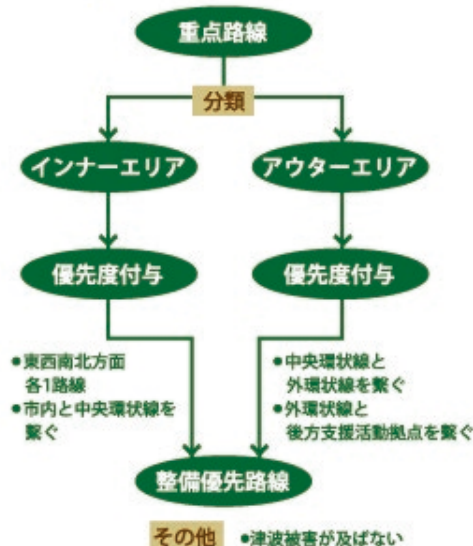 重点路線
分類
インナーエリア
アウターエリア
優先度付与
優先度付与
●東西南北方面
各1路線
●市内と中央環状線を
繋ぐ
●中央環状線と
外環状線を繋ぐ
●外環状線と
後方支援活動拠点を繋ぐ
整備優先路線
その他 ●津波被害が及ばない